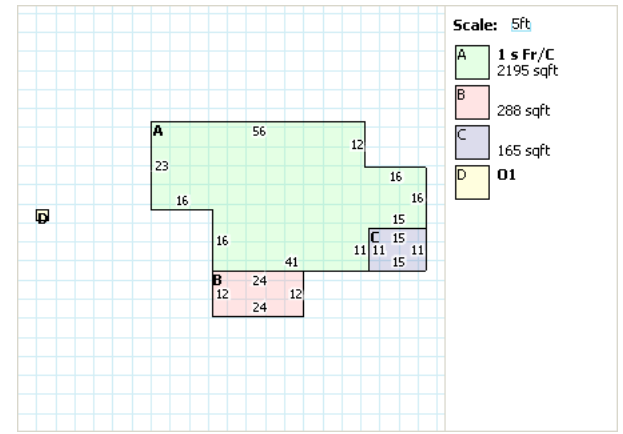 Scale: 5ft
A 1 s Fr/C
2195 sqft
B
288 sqft
C
165 sqft
D O1
A 56
12
23
16
16
16
15
16
C 15
11 11 11
41 15
B 24
12 12
24
D